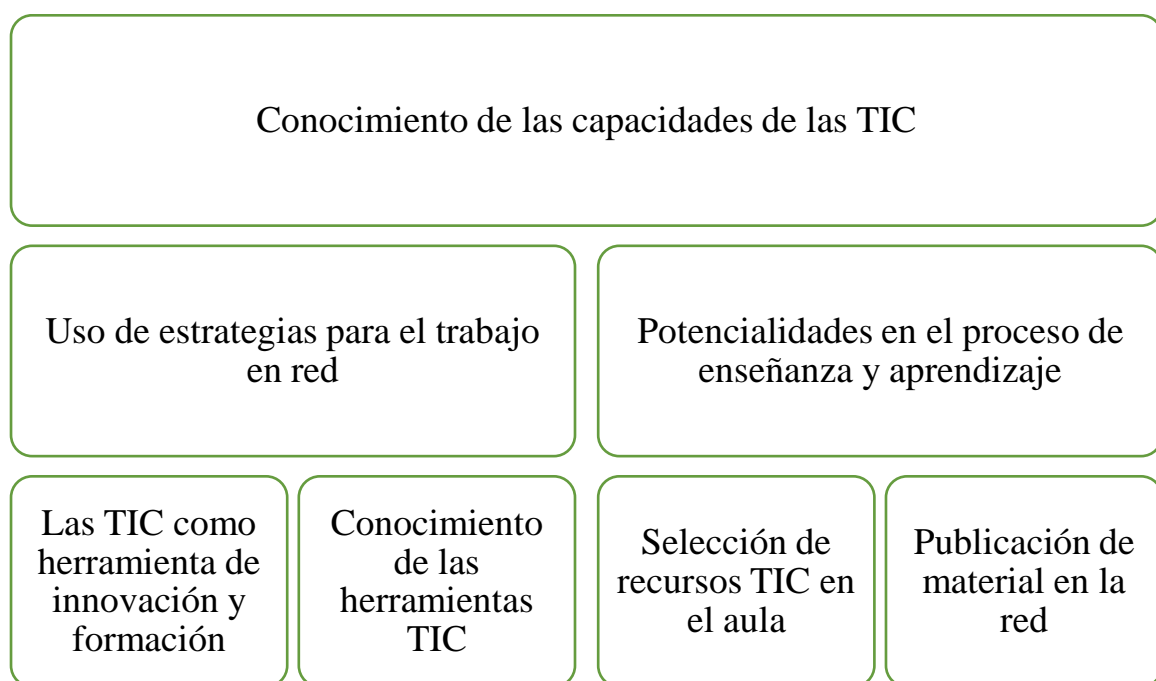 Conocimiento de las capacidades de las TIC
Uso de estrategias para el trabajo
en red
Potencialidades en el proceso de
enseñanza y aprendizaje
Las TIC como
herramienta de
innovación y
formación
Conocimiento
de las
herramientas
TIC
Selección de
recursos TIC en
el aula
Publicación de
material en la
red